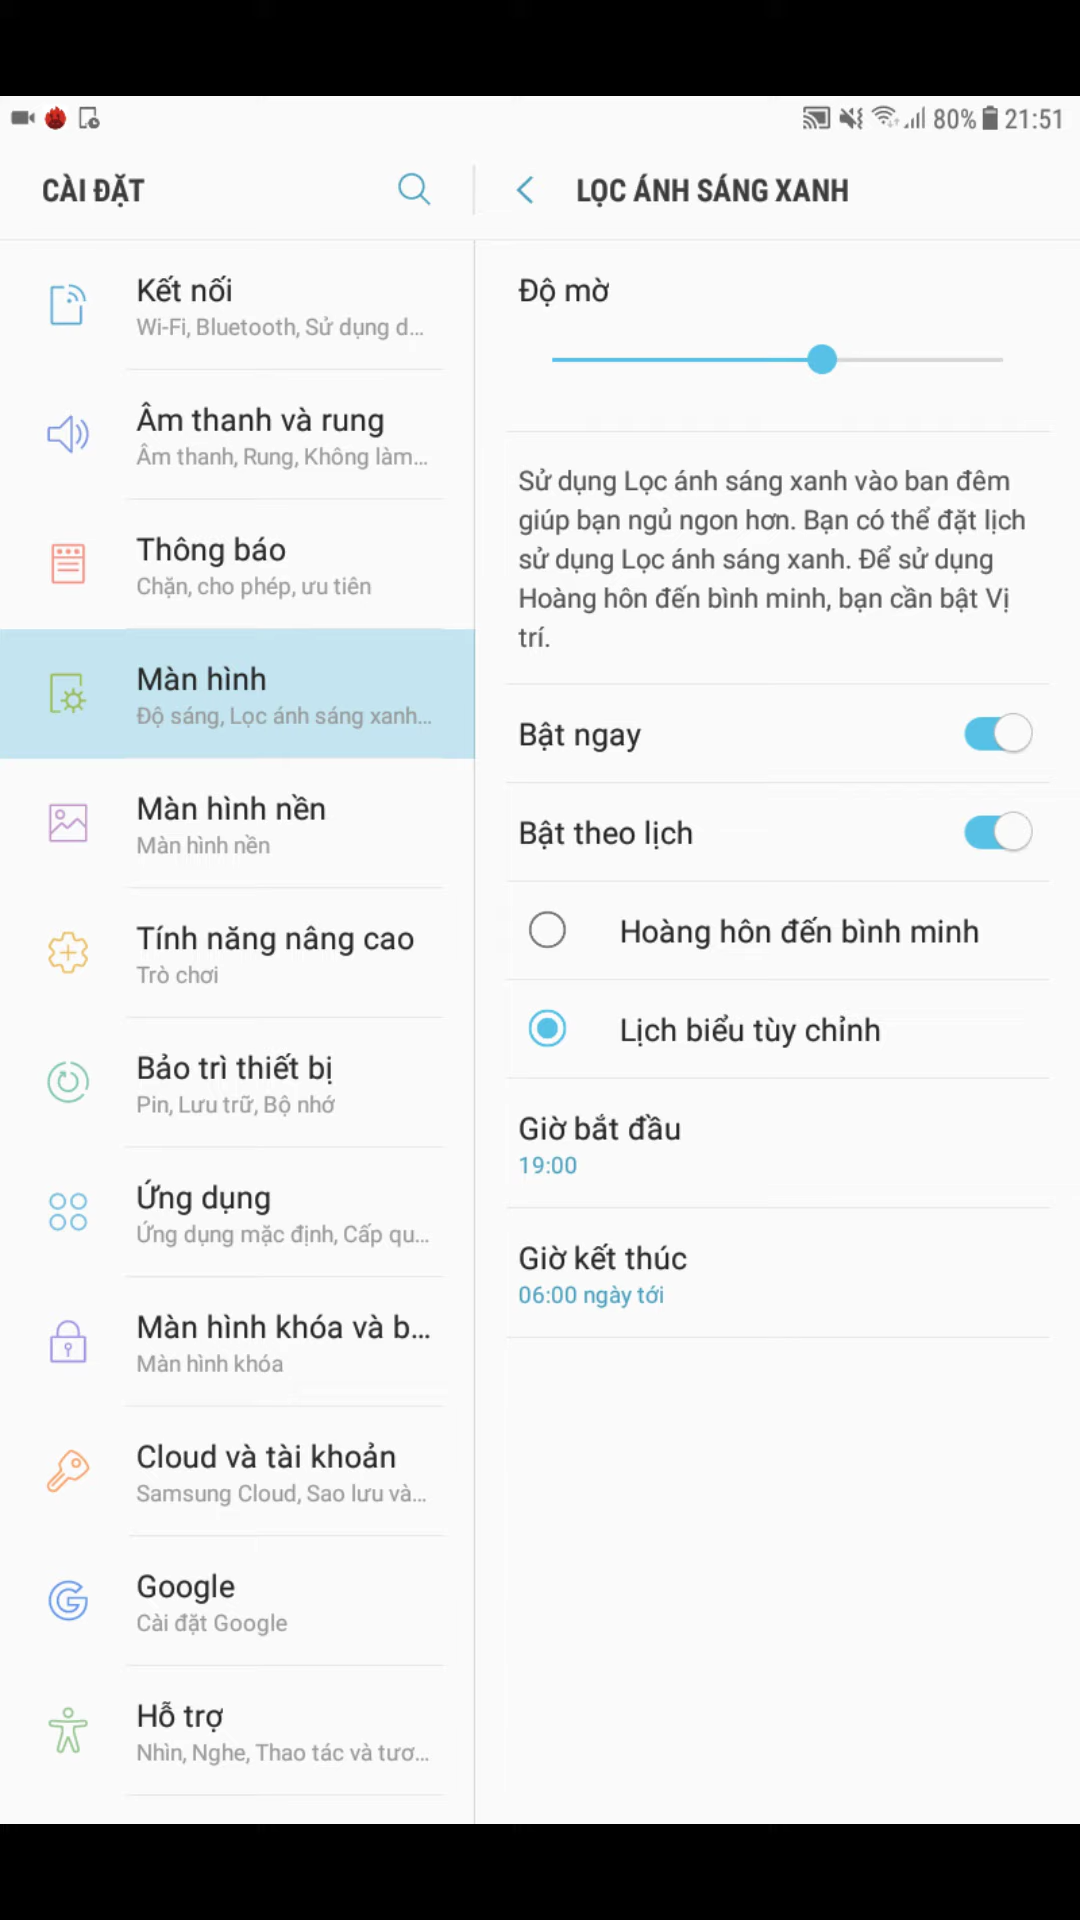 80% 21:51
CÀI ĐẶT
Kết nối
Wi-Fi, Bluetooth, Sử dụng d...
Âm thanh và rung
Âm thanh, Rung, Không làm...
Thông báo
Chặn, cho phép, ưu tiên
Màn hình
Độ sáng, Lọc ánh sáng xanh...
Màn hình nền
Màn hình nền
Tính năng nâng cao
Trò chơi
Bảo trì thiết bị
Pin, Lưu trữ, Bộ nhớ
Ứng dụng
Ứng dụng mặc định, Cấp qu...
Màn hình khóa và b...
Màn hình khóa
Cloud và tài khoản
Samsung Cloud, Sao lưu và...
Google
Cài đặt Google
Hỗ trợ
Nhìn, Nghe, Thao tác và tươ...
LỌC ÁNH SÁNG XANH
Độ mờ
Sử dụng Lọc ánh sáng xanh vào ban đêm
giúp bạn ngủ ngon hơn. Bạn có thể đặt lịch
sử dụng Lọc ánh sáng xanh. Để sử dụng
Hoàng hôn đến bình minh, bạn cần bật Vị
trí.
Bật ngay
Bật theo lịch
Hoàng hôn đến bình minh
Lịch biểu tùy chỉnh
Giờ bắt đầu
19:00
Giờ kết thúc
06:00 ngày tới